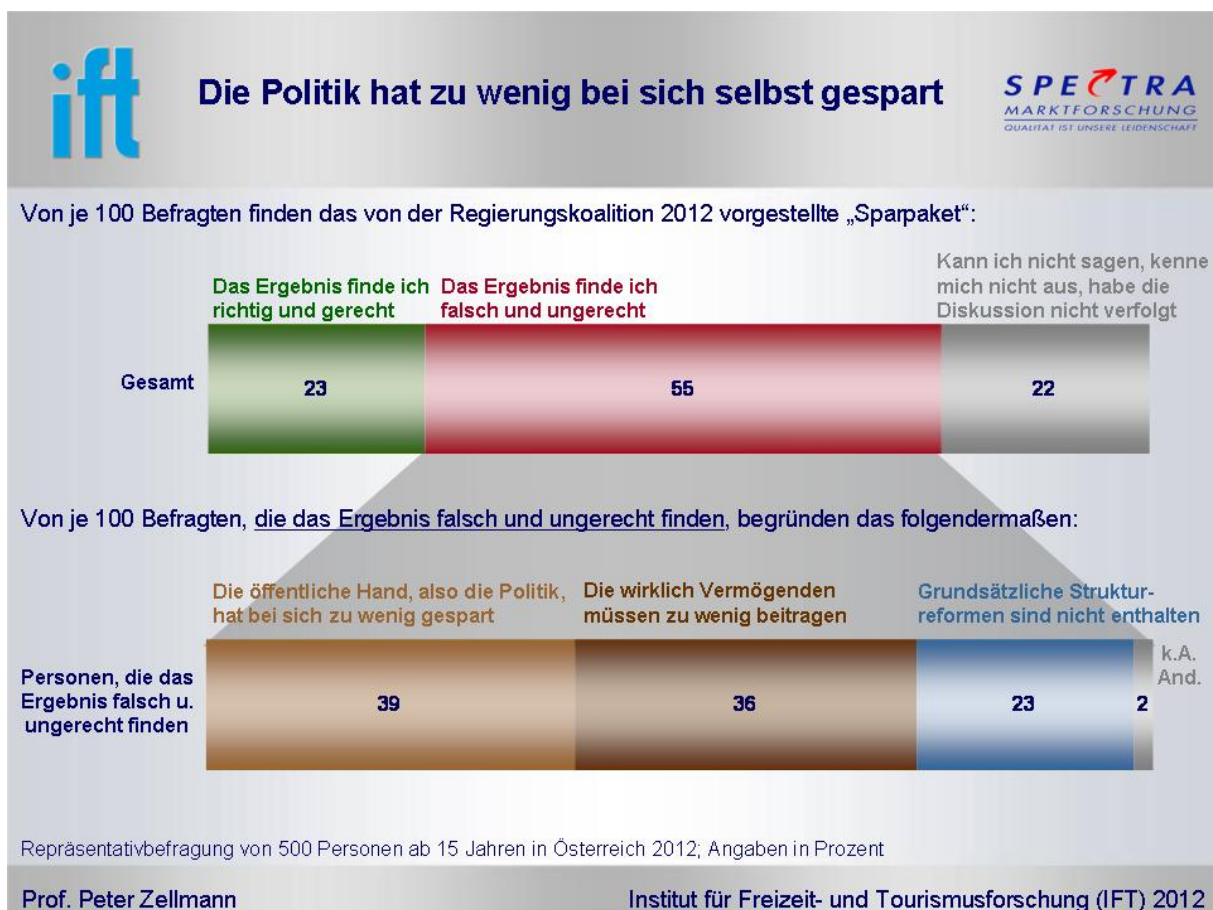 ift
Die Politik hat zu wenig bei sich selbst gespart
SPECTRA
MARKTFORSCHUNG
QUALITÄT IST UNSERE LEIDENSCHAFT
Von je 100 Befragten finden das von der Regierungskoalition 2012 vorgestellte „Sparpaket“:
Das Ergebnis finde ich
richtig und gerecht
Das Ergebnis finde ich
falsch und ungerecht
Kann ich nicht sagen, kenne
mich nicht aus, habe die
Diskussion nicht verfolgt
Gesamt
23
55
22
Von je 100 Befragten, die das Ergebnis falsch und ungerecht finden, begründen das folgendermaßen:
Die öffentliche Hand, also die Politik,
hat bei sich zu wenig gespart
Die wirklich Vermögenden
müssen zu wenig beitragen
Grundsätzliche Struktur-
reformen sind nicht enthalten
k.A.
And.
Personen, die das
Ergebnis falsch u.
ungerecht finden
39
36
23
2
Repräsentativbefragung von 500 Personen ab 15 Jahren in Österreich 2012; Angaben in Prozent
Prof. Peter Zellmann
Institut für Freizeit- und Tourismusforschung (IFT) 2012